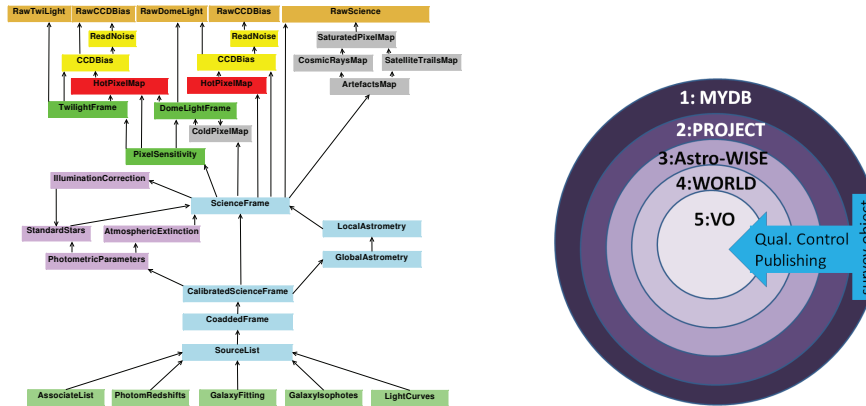 RawTwiLight
RawCCDBias
RawDomeLight
RawCCDBias
RawScience
ReadNoise
ReadNoise
SaturatedPixelMap
CCDBias
CCDBias
CosmicRaysMap
SatelliteTrailsMap
HotPixelMap
HotPixelMap
ArtefactsMap
TwilightFrame
DomeLightFrame
ColdPixelMap
PixelSensitivity
IlluminationCorrection
ScienceFrame
StandardStars
AtmosphericExtinction
LocalAstrometry
PhotometricParameters
GlobalAstrometry
CalibratedScienceFrame
CoaddedFrame
SourceList
AssociateList
PhotomRedshifts
GalaxyFitting
GalaxyIsophotes
LightCurves
1: MYDB
2:PROJECT
3:Astro-WISE
4:WORLD
5:VO
Qual. Control
Publishing
survey object